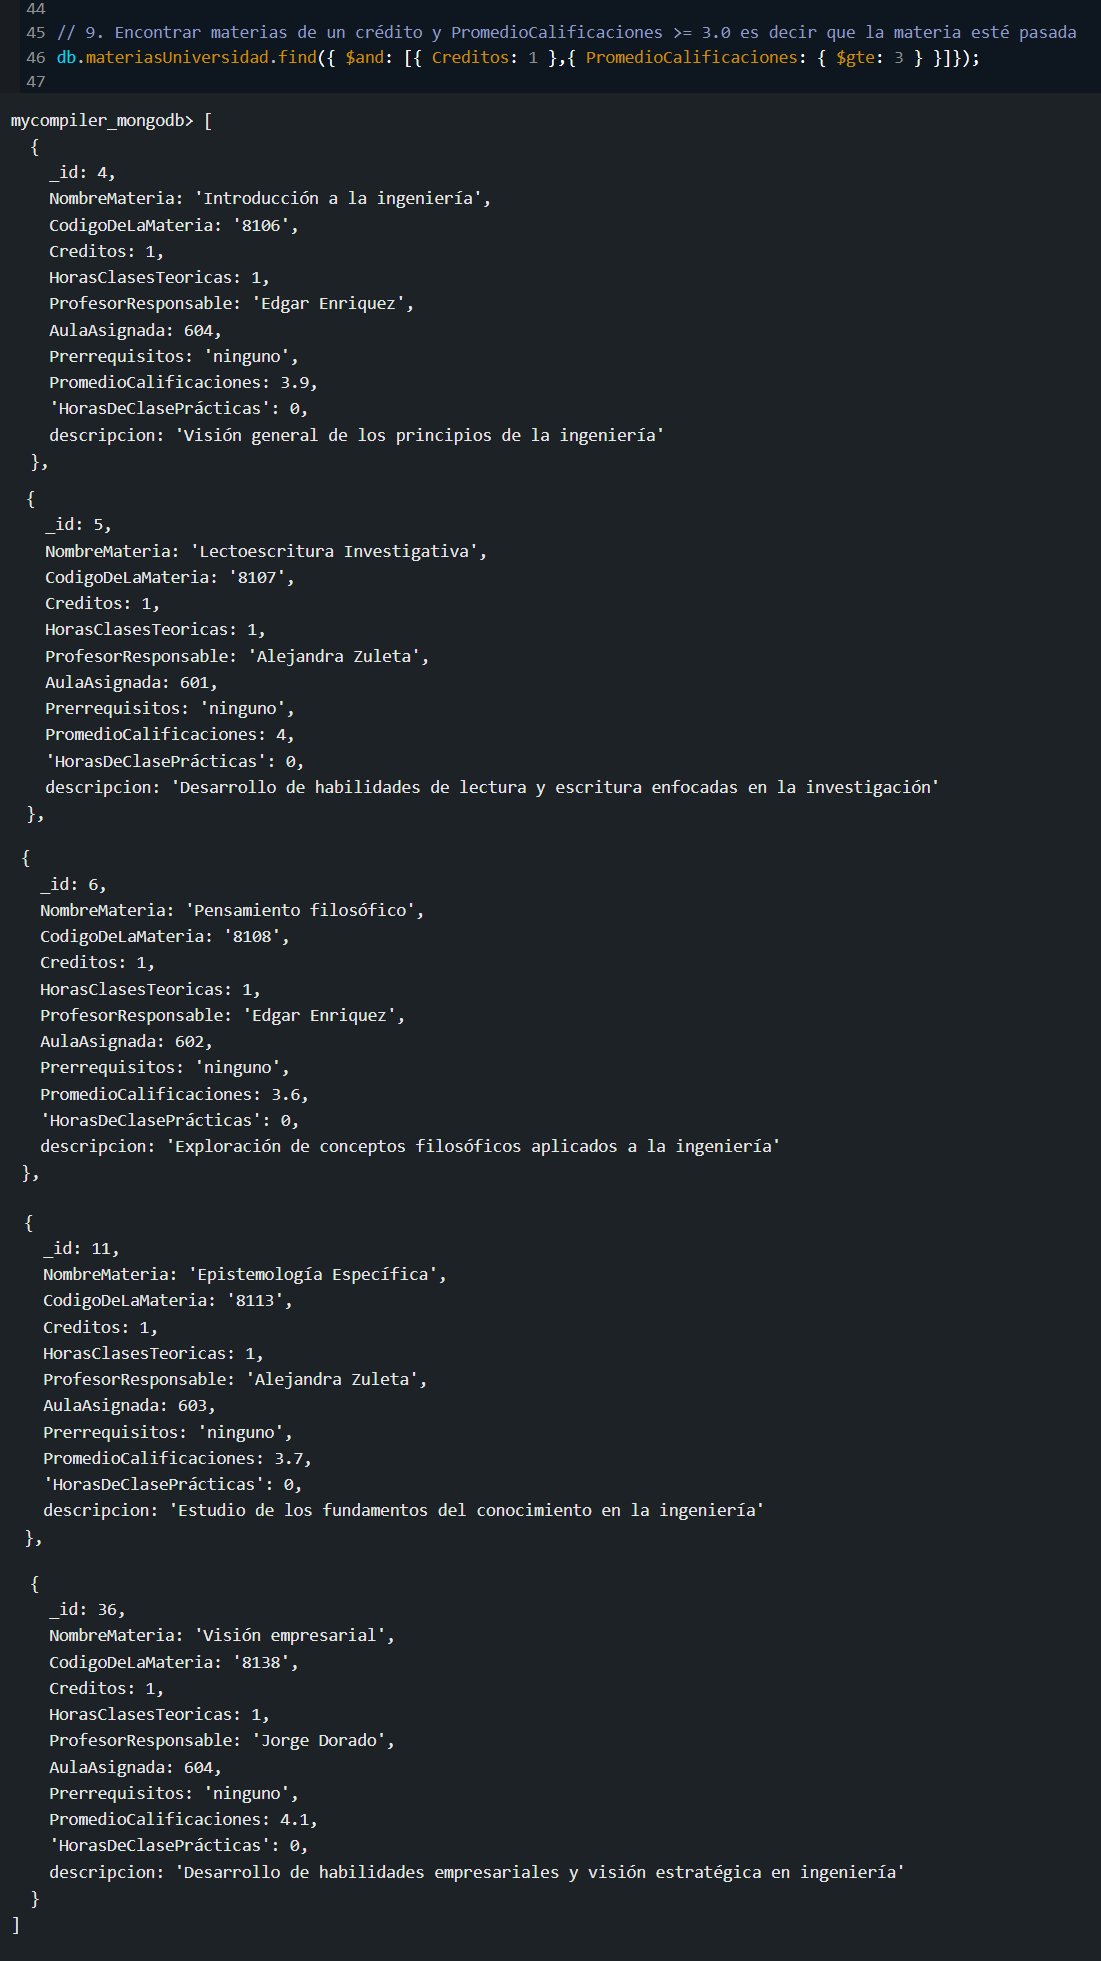 44
45 // 9. Encontrar materias de un crédito y PromedioCalificaciones >= 3.0 es decir que la materia esté pasada
46 db.materiasUniversidad.find({ $and: [{ Creditos: 1 },{ PromedioCalificaciones: { $gte: 3 } }]});
47
mycompiler_mongodb> [
  {
    _id: 4,
    NombreMateria: 'Introducción a la ingeniería',
    CodigoDeLaMateria: '8106',
    Creditos: 1,
    HorasClasesTeoricas: 1,
    ProfesorResponsable: 'Edgar Enriquez',
    AulaAsignada: 604,
    Prerrequisitos: 'ninguno',
    PromedioCalificaciones: 3.9,
    'HorasDeClasePrácticas': 0,
    descripcion: 'Visión general de los principios de la ingeniería'
  },
  {
    _id: 5,
    NombreMateria: 'Lectoescritura Investigativa',
    CodigoDeLaMateria: '8107',
    Creditos: 1,
    HorasClasesTeoricas: 1,
    ProfesorResponsable: 'Alejandra Zuleta',
    AulaAsignada: 601,
    Prerrequisitos: 'ninguno',
    PromedioCalificaciones: 4,
    'HorasDeClasePrácticas': 0,
    descripcion: 'Desarrollo de habilidades de lectura y escritura enfocadas en la investigación'
  },
  {
    _id: 6,
    NombreMateria: 'Pensamiento filosófico',
    CodigoDeLaMateria: '8108',
    Creditos: 1,
    HorasClasesTeoricas: 1,
    ProfesorResponsable: 'Edgar Enriquez',
    AulaAsignada: 602,
    Prerrequisitos: 'ninguno',
    PromedioCalificaciones: 3.6,
    'HorasDeClasePrácticas': 0,
    descripcion: 'Exploración de conceptos filosóficos aplicados a la ingeniería'
  },
  {
    _id: 11,
    NombreMateria: 'Epistemología Específica',
    CodigoDeLaMateria: '8113',
    Creditos: 1,
    HorasClasesTeoricas: 1,
    ProfesorResponsable: 'Alejandra Zuleta',
    AulaAsignada: 603,
    Prerrequisitos: 'ninguno',
    PromedioCalificaciones: 3.7,
    'HorasDeClasePrácticas': 0,
    descripcion: 'Estudio de los fundamentos del conocimiento en la ingeniería'
  },
  {
    _id: 36,
    NombreMateria: 'Visión empresarial',
    CodigoDeLaMateria: '8138',
    Creditos: 1,
    HorasClasesTeoricas: 1,
    ProfesorResponsable: 'Jorge Dorado',
    AulaAsignada: 604,
    Prerrequisitos: 'ninguno',
    PromedioCalificaciones: 4.1,
    'HorasDeClasePrácticas': 0,
    descripcion: 'Desarrollo de habilidades empresariales y visión estratégica en ingeniería'
  }
]